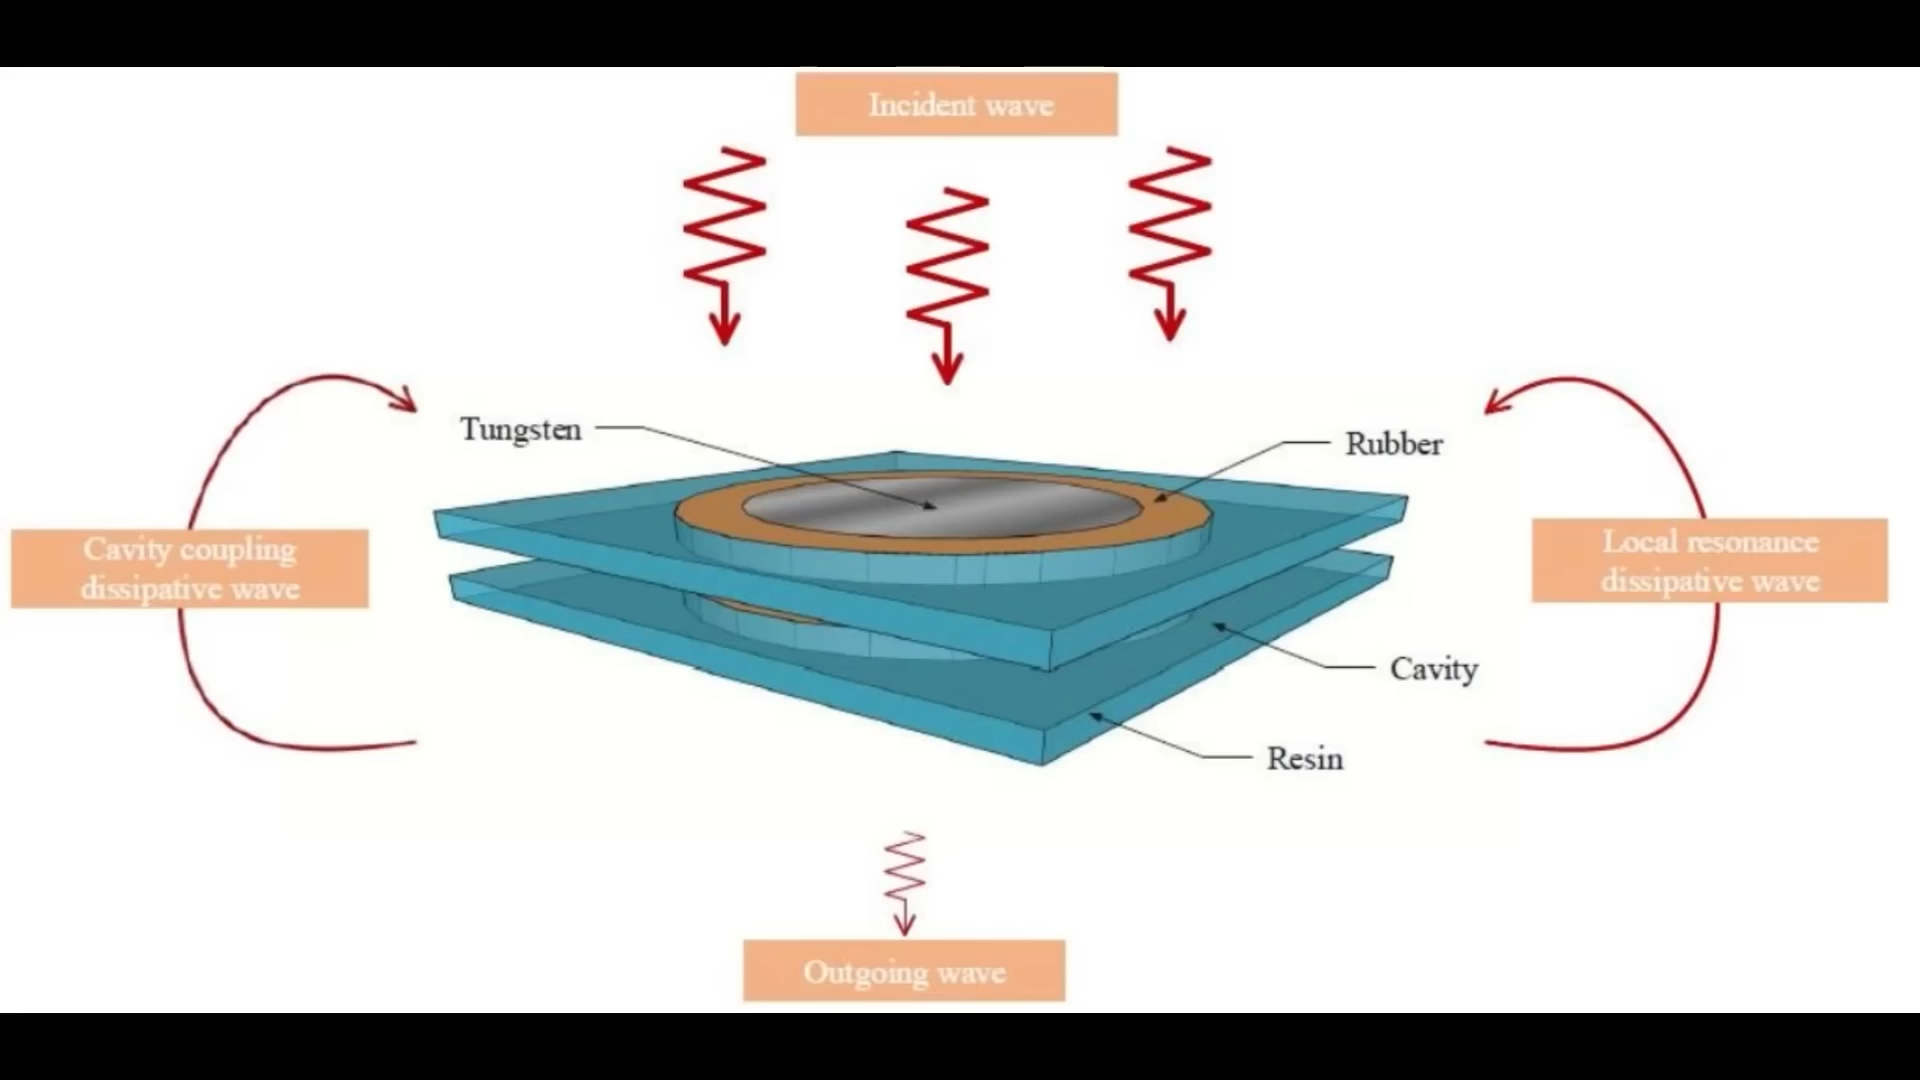 Incident wave
Tungsten
Rubber
Cavity coupling
dissipative wave
Local resonance
dissipative wave
Cavity
Resin
Outgoing wave